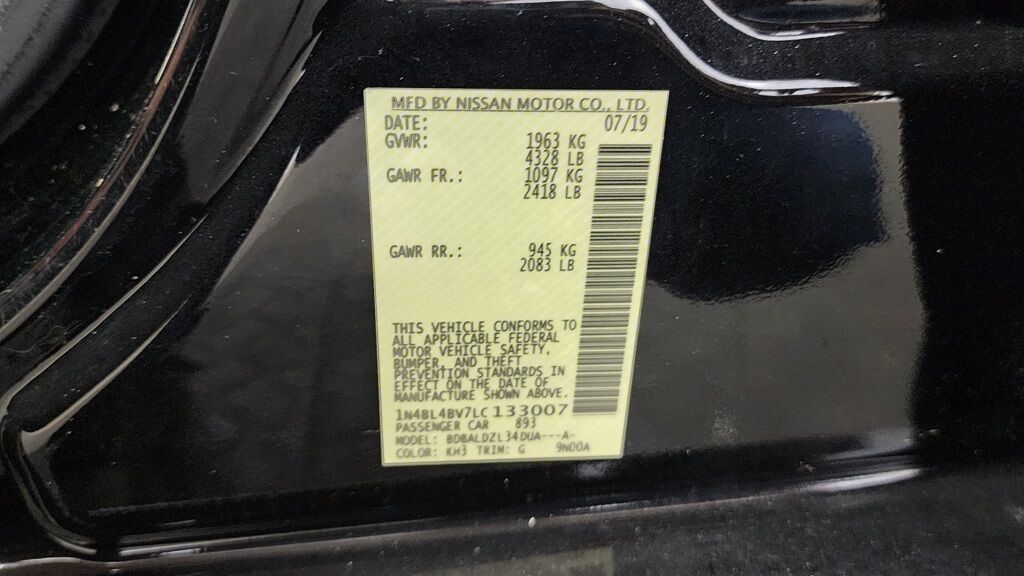 MFD BY NISSAN MOTOR CO., LTD.
DATE: 07/19
GVWR: 1963 KG
4328 LB
GAWR FR.: 1097 KG
2418 LB
GAWR RR.: 945 KG
2083 LB
THIS VEHICLE CONFORMS TO
ALL APPLICABLE FEDERAL
MOTOR VEHICLE SAFETY,
BUMPER, AND THEFT
PREVENTION STANDARDS IN
EFFECT ON THE DATE OF
MANUFACTURE SHOWN ABOVE.
1N4BL4BV7LC133007
PASSENGER CAR 893
MODEL: BDBALDZL34DUA---A-
COLOR: KH3 TRIM: G 9N00A